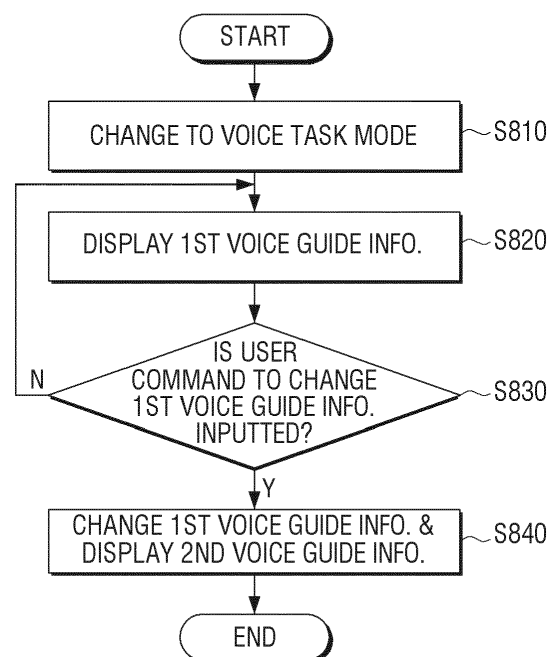 START
CHANGE TO VOICE TASK MODE
S810
DISPLAY 1ST VOICE GUIDE INFO.
S820
IS USER
COMMAND TO CHANGE
1ST VOICE GUIDE INFO.
INPUTTED?
N
S830
Y
CHANGE 1ST VOICE GUIDE INFO. &
DISPLAY 2ND VOICE GUIDE INFO.
S840
END